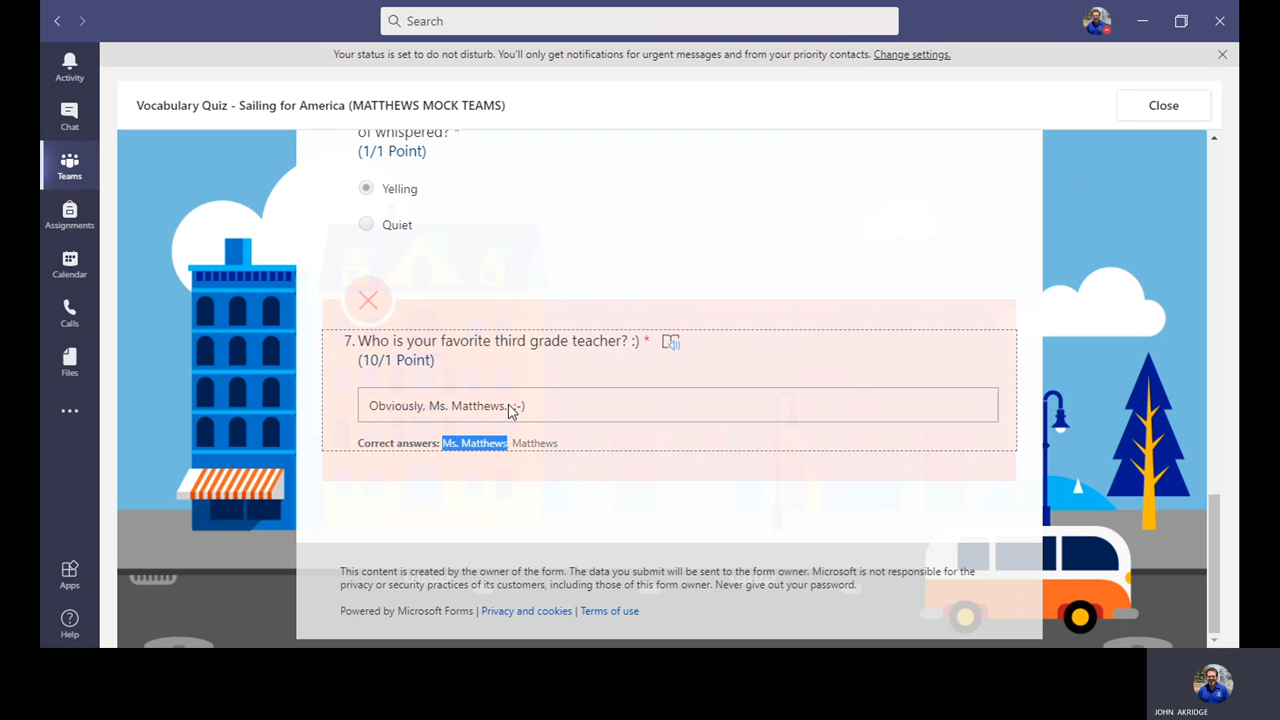 Search
Your status is set to do not disturb. You'll only get notifications for urgent messages and from your priority contacts. Change settings.
Activity
Chat
Teams
Assignments
Calendar
Calls
Files
Apps
Help
Vocabulary Quiz - Sailing for America (MATTHEWS MOCK TEAMS)
Close
of whispered? *
(1/1 Point)
Yelling
Quiet
7. Who is your favorite third grade teacher? :) *
(10/1 Point)
Obviously, Ms. Matthews. :-)
Correct answers: Ms. Matthews, Matthews
This content is created by the owner of the form. The data you submit will be sent to the form owner. Microsoft is not responsible for the
privacy or security practices of its customers, including those of this form owner. Never give out your password.
Powered by Microsoft Forms | Privacy and cookies | Terms of use
JOHN AKRIDGE